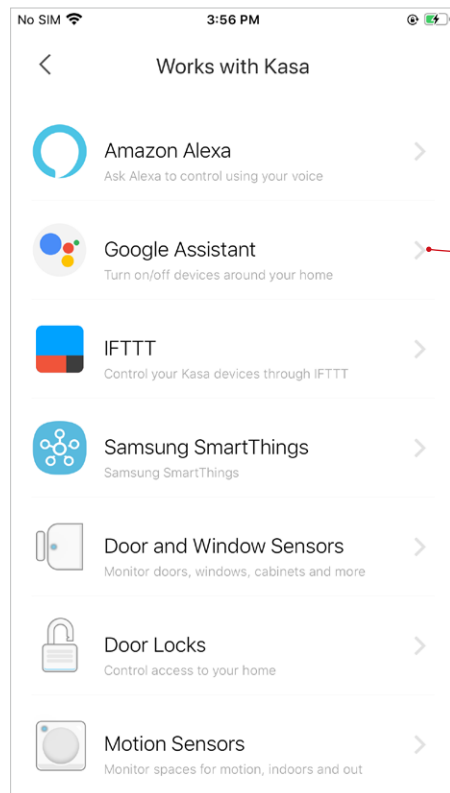 No SIM 3:56 PM
Works with Kasa
Amazon Alexa
Ask Alexa to control using your voice
Google Assistant
Turn on/off devices around your home
IFTTT
Control your Kasa devices through IFTTT
Samsung SmartThings
Samsung SmartThings
Door and Window Sensors
Monitor doors, windows, cabinets and more
Door Locks
Control access to your home
Motion Sensors
Monitor spaces for motion, indoors and out